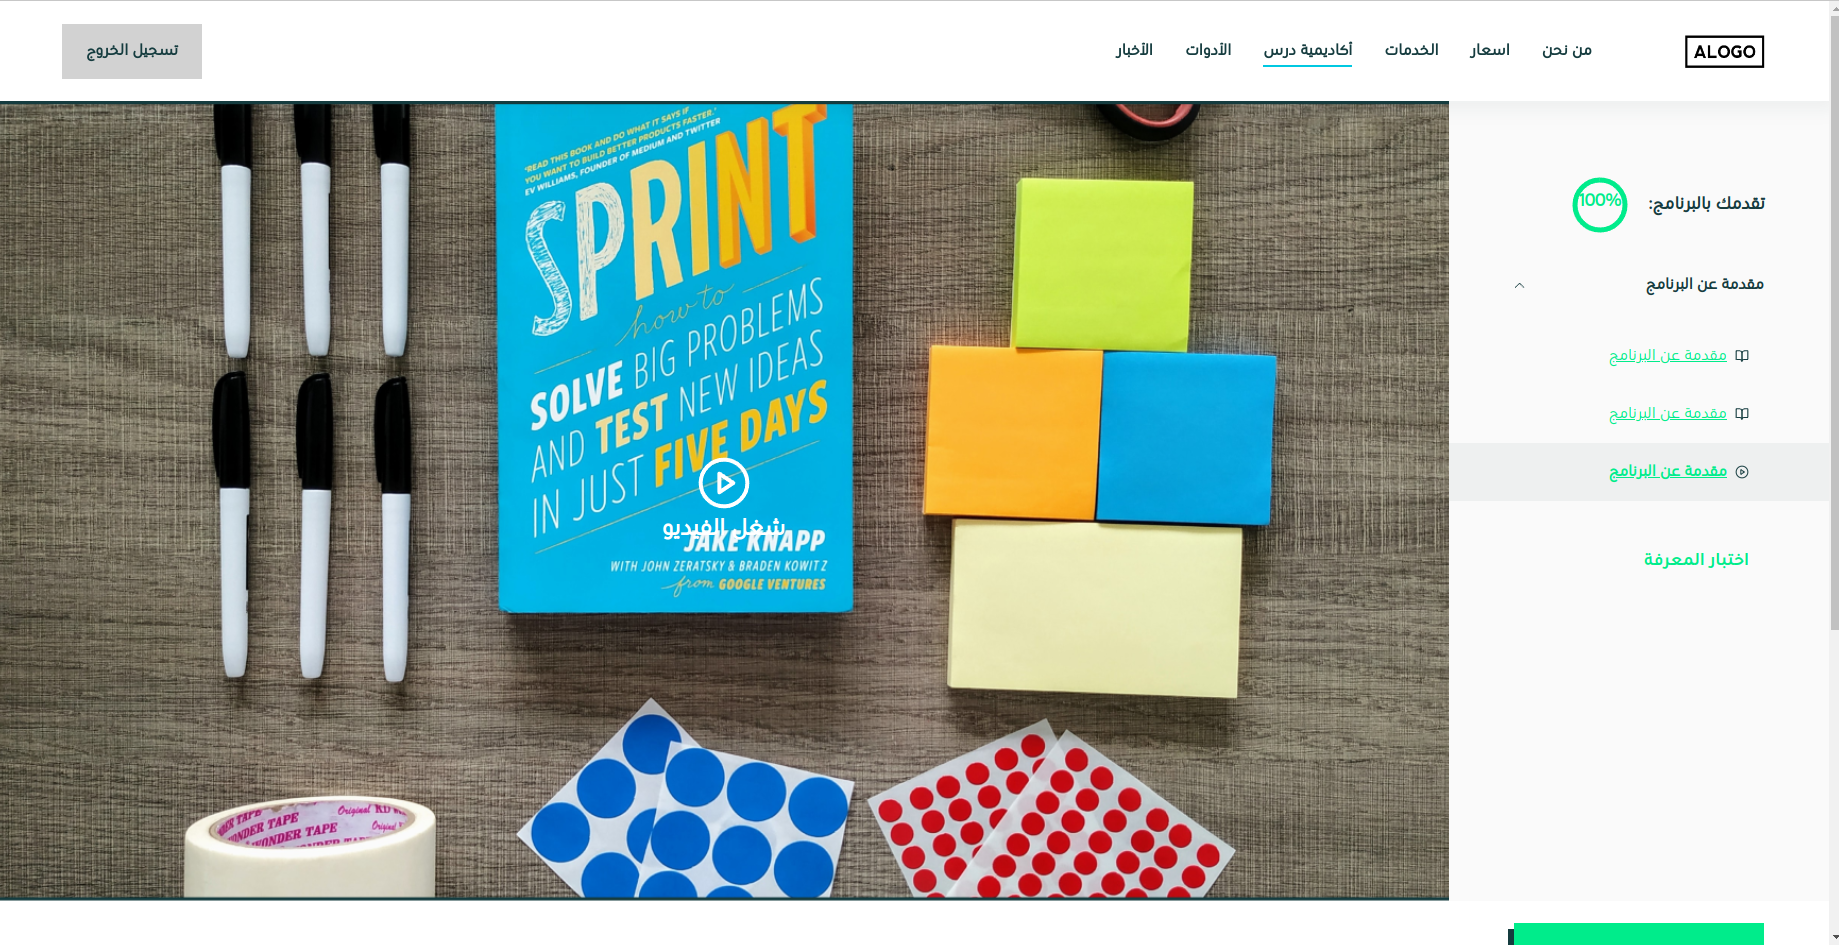 ALOGO
من نحن
اسعار
الخدمات
أكاديمية درس
الأدوات
الأخبار
تسجيل الخروج
تقدمك بالبرنامج:
100%
مقدمة عن البرنامج
مقدمة عن البرنامج
مقدمة عن البرنامج
مقدمة عن البرنامج
اختبار المعرفة
"READ THIS BOOK AND DO WHAT IT SAYS IF
YOU WANT TO BUILD BETTER PRODUCTS FASTER."
EV WILLIAMS, FOUNDER OF MEDIUM AND TWITTER
SPRINT
how to
SOLVE BIG PROBLEMS
AND TEST NEW IDEAS
IN JUST FIVE DAYS
شغل الفيديو
JAKE KNAPP
WITH JOHN ZERATSKY & BRADEN KOWITZ
from GOOGLE VENTURES
WONDER TAPE
Original
Original